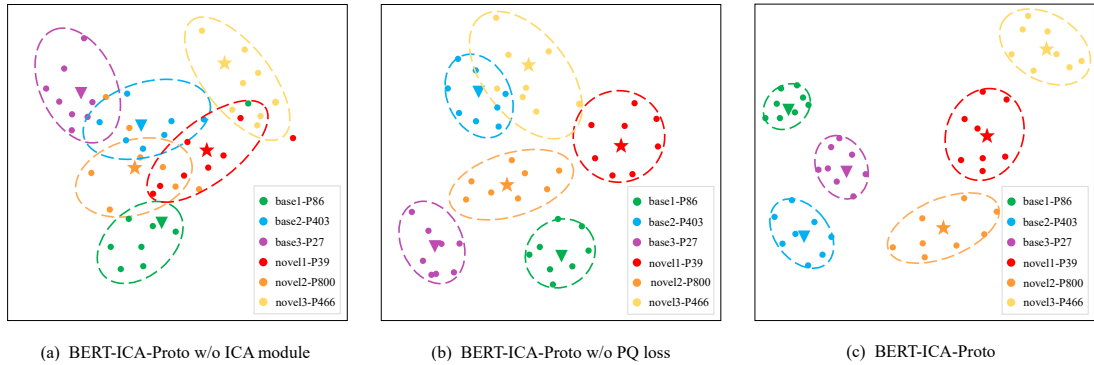 base1-P86
base2-P403
base3-P27
novel1-P39
novel2-P800
novel3-P466
base1-P86
base2-P403
base3-P27
novel1-P39
novel2-P800
novel3-P466
base1-P86
base2-P403
base3-P27
novel1-P39
novel2-P800
novel3-P466
(a) BERT-ICA-Proto w/o ICA module
(b) BERT-ICA-Proto w/o PQ loss
(c) BERT-ICA-Proto